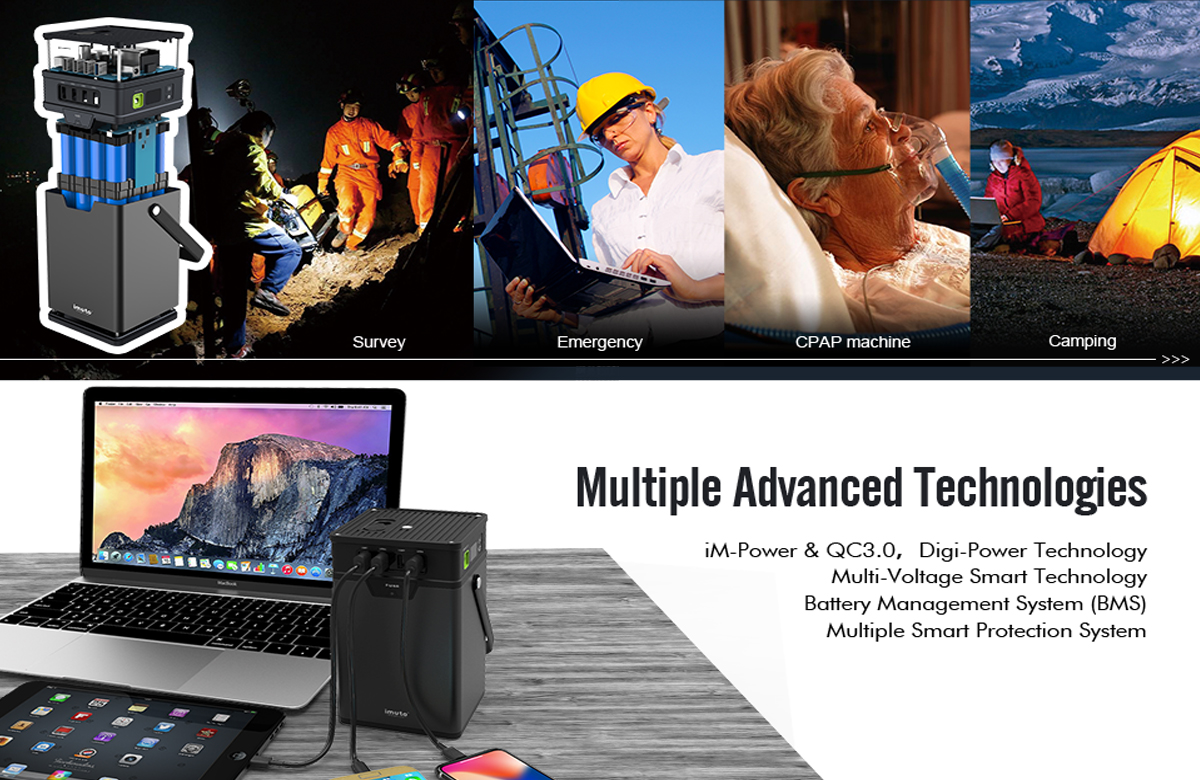 imuto
Survey
Emergency
CPAP machine
Camping
>>>
Multiple Advanced Technologies
iM-Power & QC3.0，Digi-Power Technology
Multi-Voltage Smart Technology
Battery Management System (BMS)
Multiple Smart Protection System
MacBook
imuto